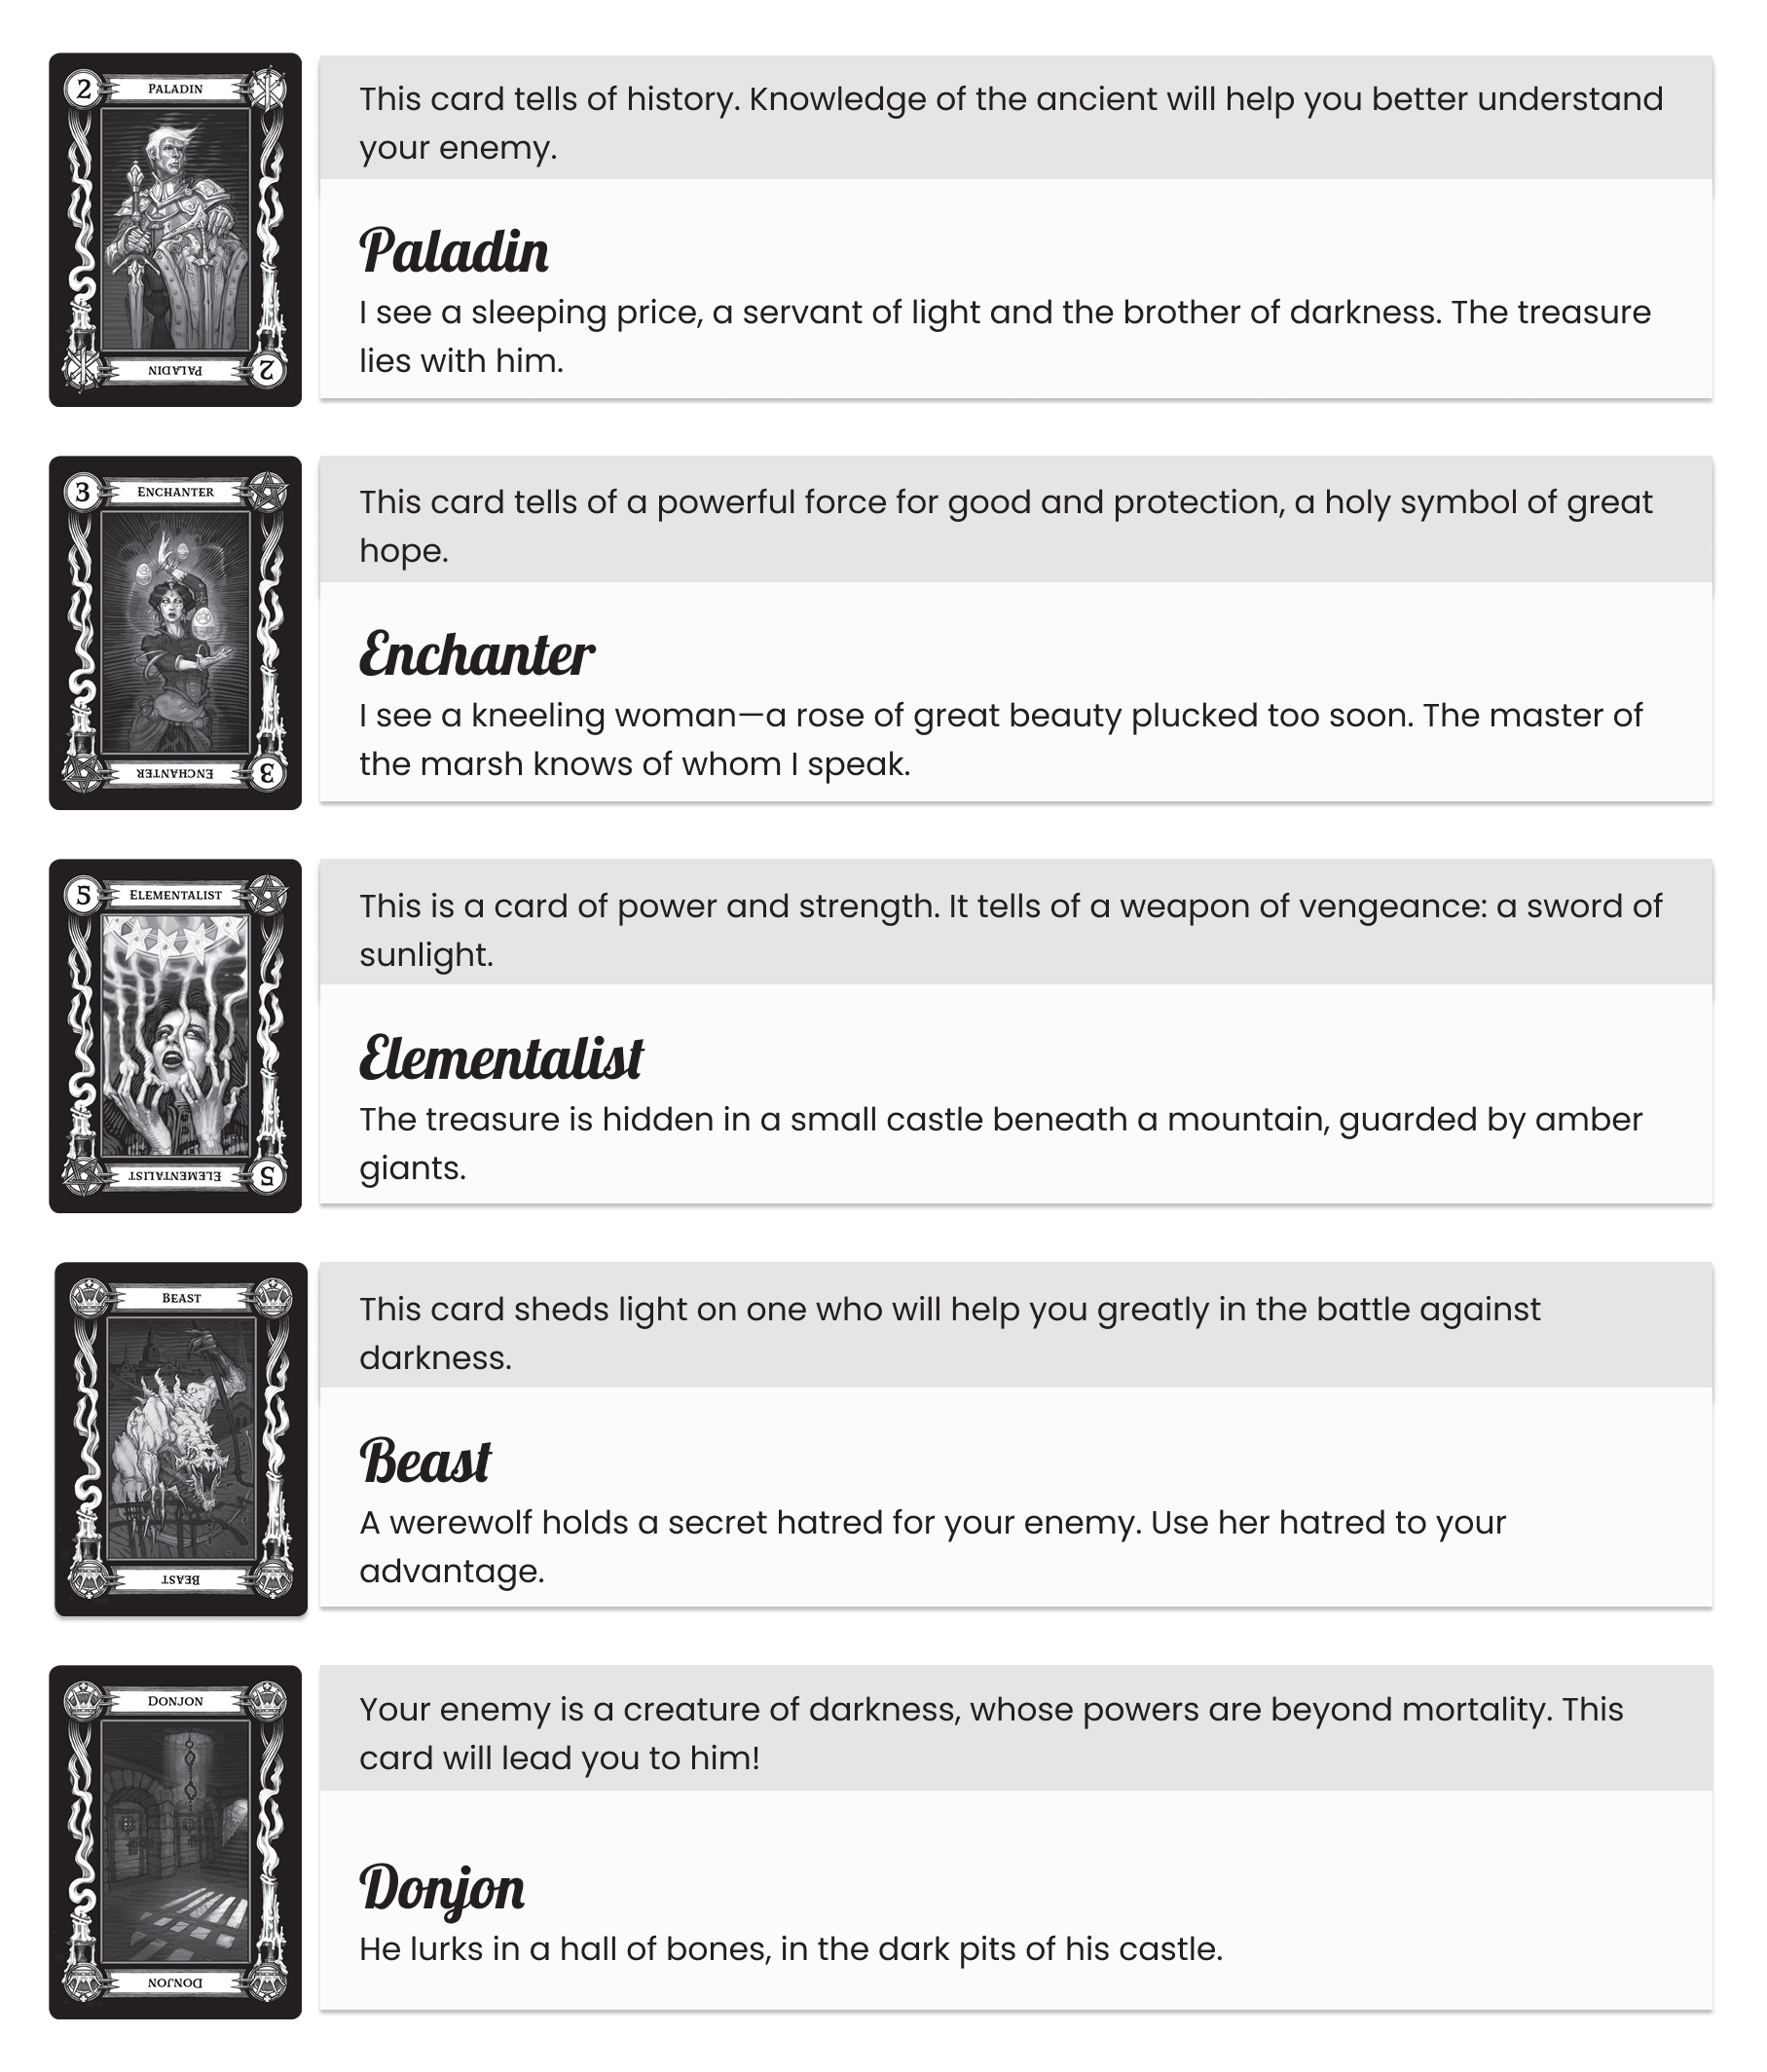 2
PALADIN
This card tells of history. Knowledge of the ancient will help you better understand
your enemy.
Paladin
I see a sleeping price, a servant of light and the brother of darkness. The treasure
lies with him.
PALADIN
2
3
ENCHANTER
This card tells of a powerful force for good and protection, a holy symbol of great
hope.
Enchanter
I see a kneeling woman—a rose of great beauty plucked too soon. The master of
the marsh knows of whom I speak.
ENCHANTER
3
5
ELEMENTALIST
This is a card of power and strength. It tells of a weapon of vengeance: a sword of
sunlight.
Elementalist
The treasure is hidden in a small castle beneath a mountain, guarded by amber
giants.
ELEMENTALIST
5
BEAST
This card sheds light on one who will help you greatly in the battle against
darkness.
Beast
A werewolf holds a secret hatred for your enemy. Use her hatred to your
advantage.
BEAST
DONJON
Your enemy is a creature of darkness, whose powers are beyond mortality. This
card will lead you to him!
Donjon
He lurks in a hall of bones, in the dark pits of his castle.
DONJON